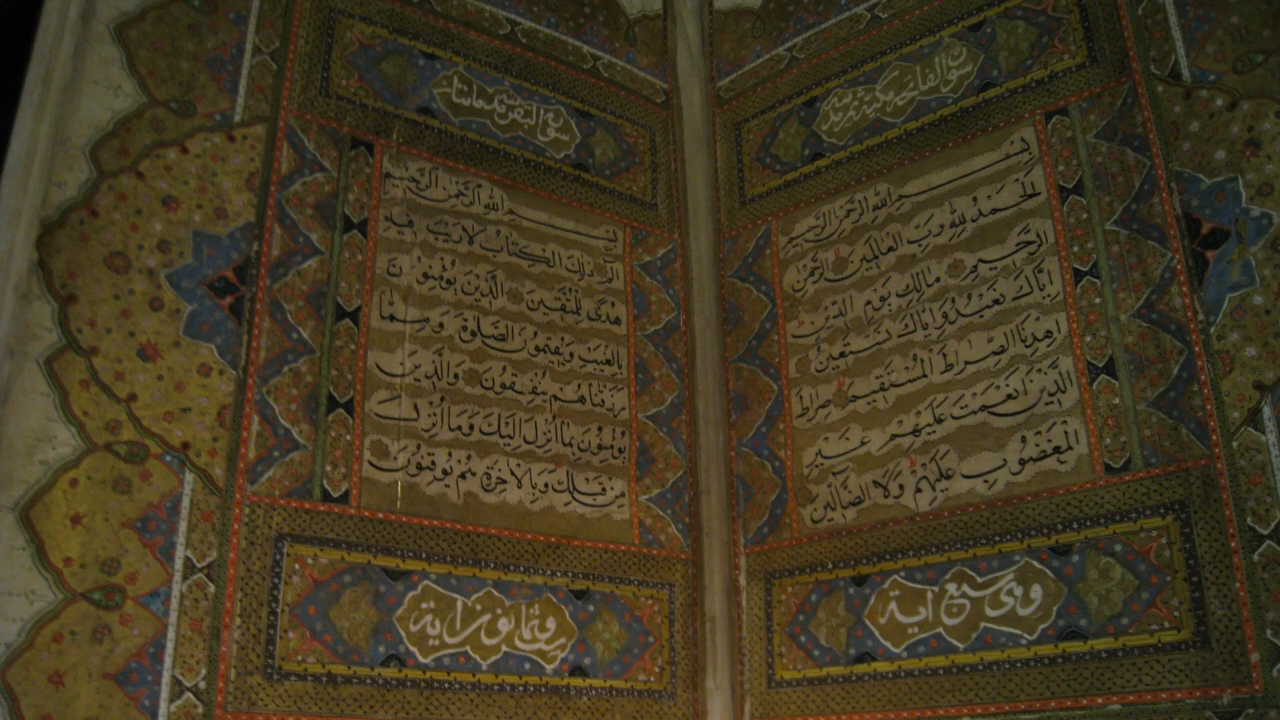 سورة الفاتحة مكية
بسم
الله الرحمن الرحيم
الحمد لله رب العالمين الرحمن
الرحيم مالك يوم الدين
اياك نعبد واياك نستعين
اهدنا الصراط المستقيم صراط
الذين انعمت عليهم غير
المغضوب عليهم ولا الضالين
وهى سبع اية
سورة البقرة مائتا
بسم الله الرحمن الرحيم
الم ذلك الكتاب لا ريب فيه
هدى للمتقين الذين يؤمنون
بالغيب ويقيمون الصلوة ومما
رزقناهم ينفقون والذين
يؤمنون بما انزل اليك وما انزل
من قبلك وبالاخرة هم يوقنون
وثمانون اية